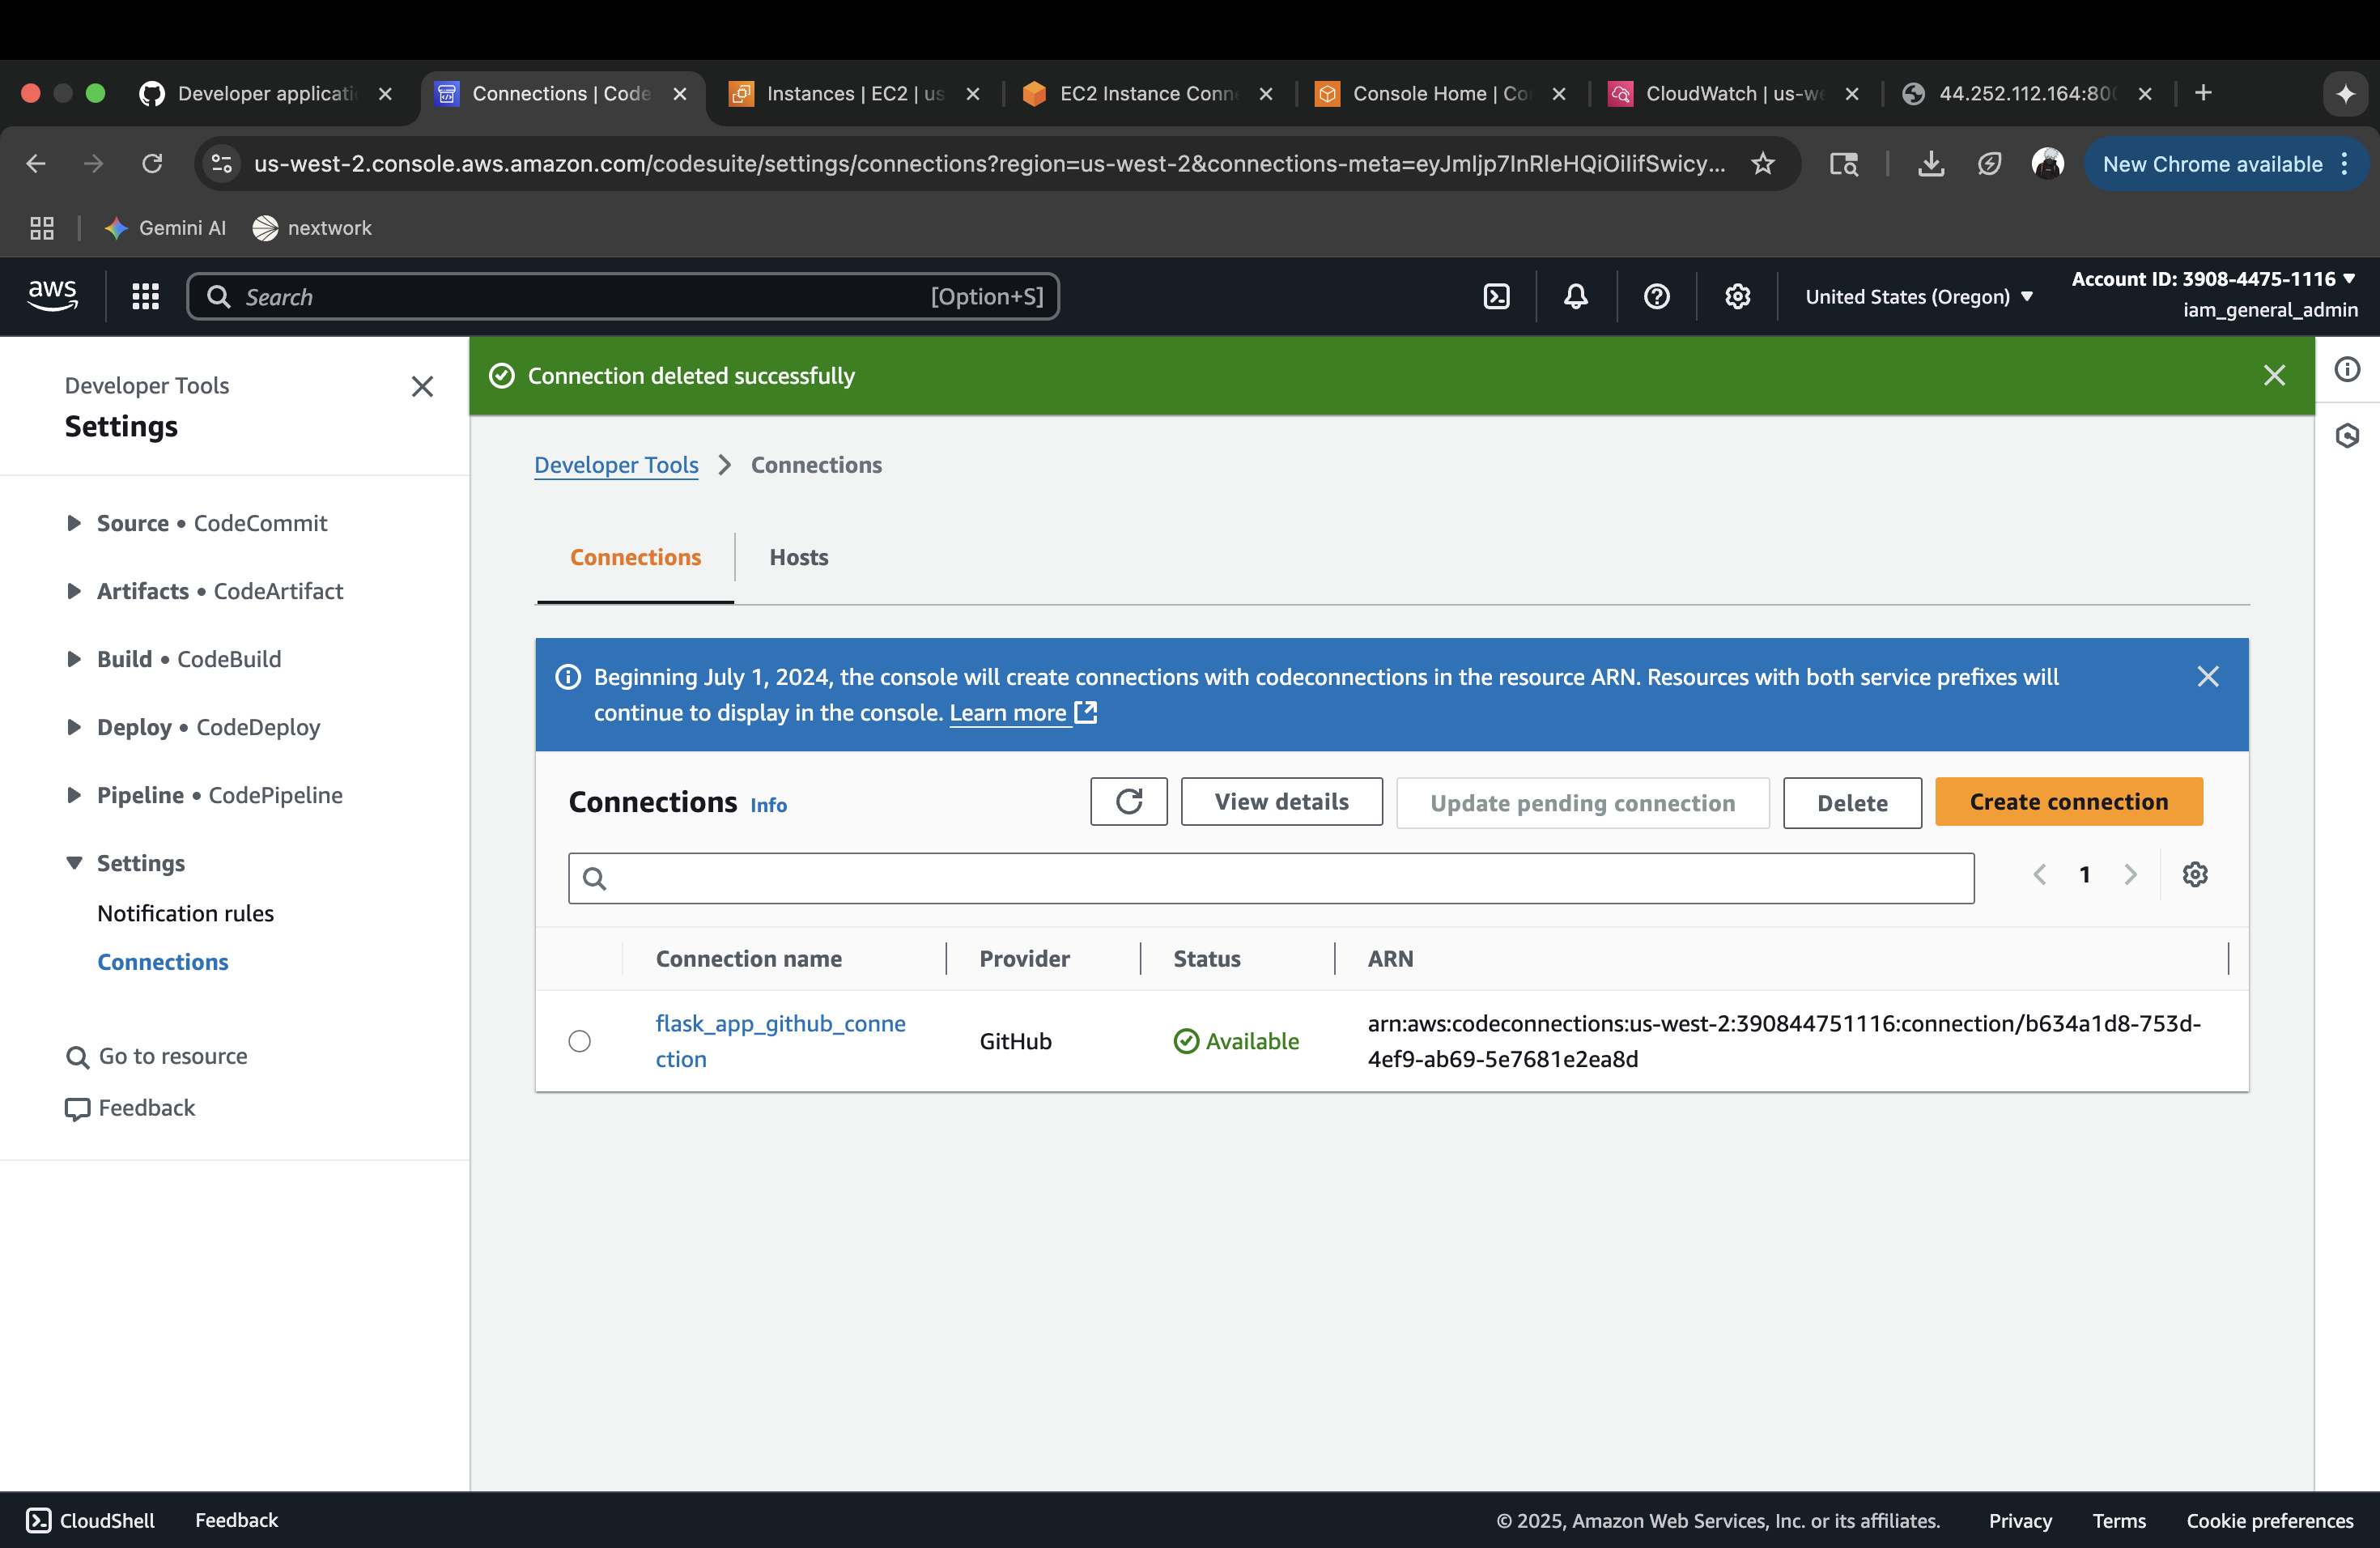 Developer applicati
Connections | Code
Instances | EC2 | us
EC2 Instance Conn
Console Home | Co
CloudWatch | us-we
44.252.112.164:800
us-west-2.console.aws.amazon.com/codesuite/settings/connections?region=us-west-2&connections-meta=eyJmIjp7InRleHQiOiIifSwicy...
New Chrome available
Gemini AI
nextwork
aws
Search
[Option+S]
United States (Oregon)
Account ID: 3908-4475-1116
iam_general_admin
Developer Tools
Settings
Source • CodeCommit
Artifacts • CodeArtifact
Build • CodeBuild
Deploy • CodeDeploy
Pipeline • CodePipeline
Settings
Notification rules
Connections
Go to resource
Feedback
Connection deleted successfully
Developer Tools
Connections
Connections
Hosts
Beginning July 1, 2024, the console will create connections with codeconnections in the resource ARN. Resources with both service prefixes will
continue to display in the console. Learn more
Connections Info
View details
Update pending connection
Delete
Create connection
1
Connection name
Provider
Status
ARN
flask_app_github_conne
ction
GitHub
Available
arn:aws:codeconnections:us-west-2:390844751116:connection/b634a1d8-753d-
4ef9-ab69-5e7681e2ea8d
CloudShell
Feedback
© 2025, Amazon Web Services, Inc. or its affiliates.
Privacy
Terms
Cookie preferences